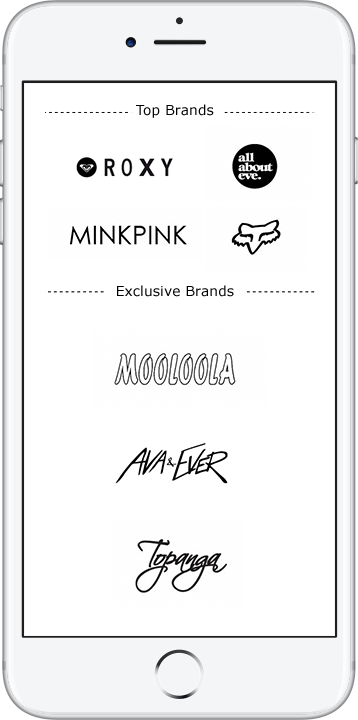 Top Brands
ROXY
all
about
eve.
MINKPINK
Exclusive Brands
MOOLOOLA
AVA & EVER
Topanga